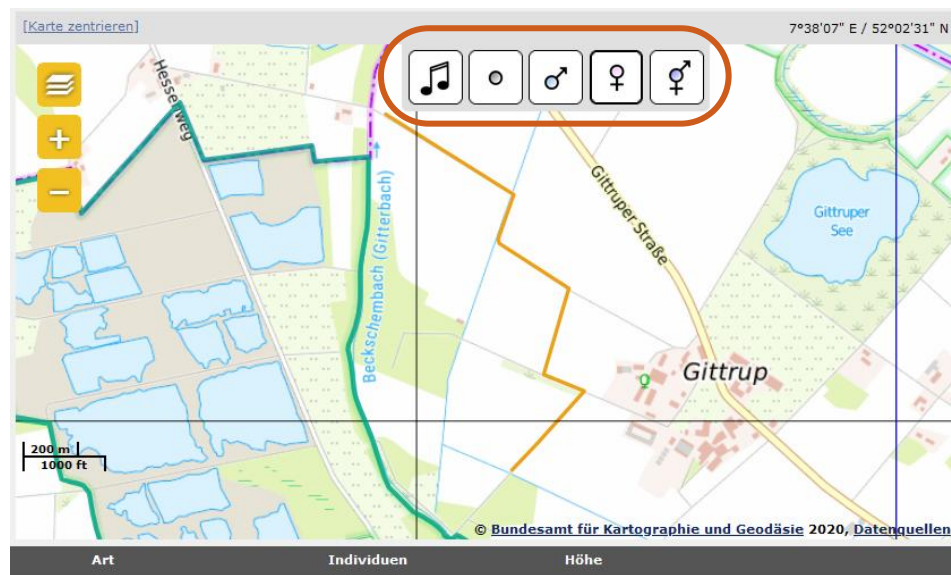 [Karte zentrieren]
7°38'07" E / 52°02'31" N
Hessenweg
Gittruper Straße
Gittruper
See
Beckschembach (Gitterbach)
Gittrup
200 m
1000 ft
© Bundesamt für Kartographie und Geodäsie 2020, Datenquellen
Art
Individuen
Höhe